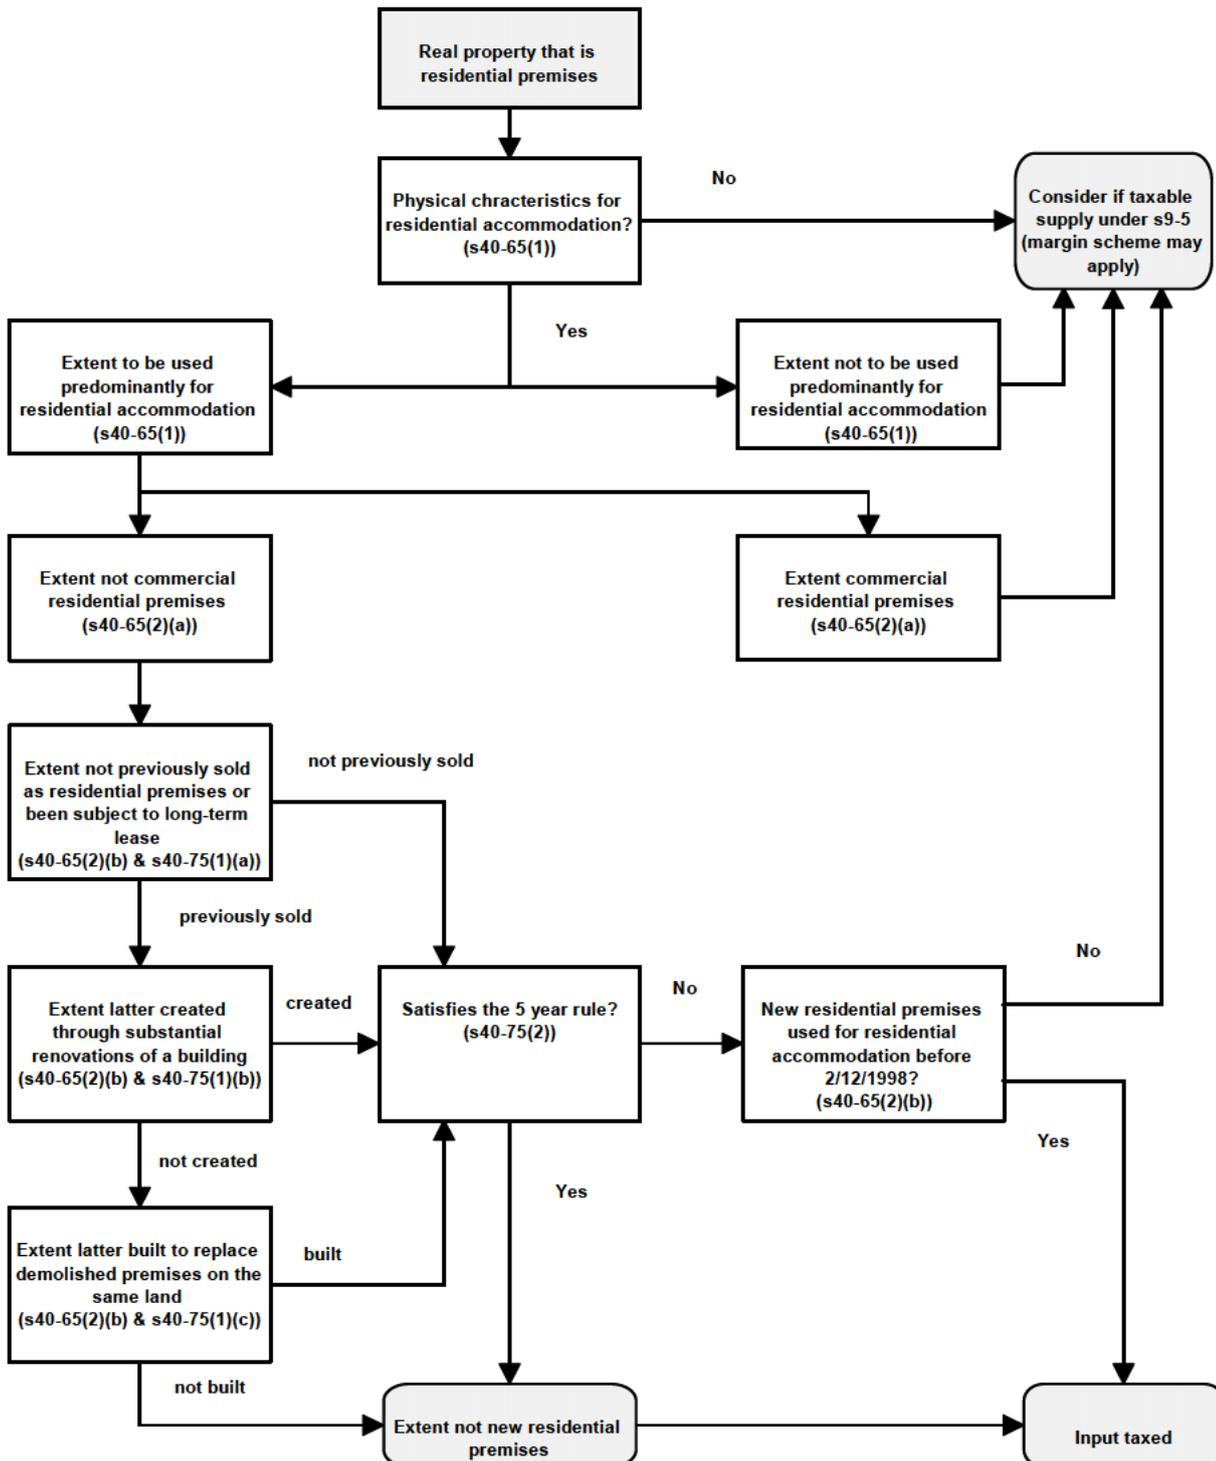 Real property that is
residential premises
Physical chracteristics for
residential accommodation?
(s40-65(1))
No
Consider if taxable
supply under s9-5
(margin scheme may
apply)
Yes
Extent to be used
predominantly for
residential accommodation
(s40-65(1))
Extent not to be used
predominantly for
residential accommodation
(s40-65(1))
Extent not commercial
residential premises
(s40-65(2)(a))
Extent commercial
residential premises
(s40-65(2)(a))
Extent not previously sold
as residential premises or
been subject to long-term
lease
(s40-65(2)(b) & s40-75(1)(a))
not previously sold
previously sold
Extent latter created
through substantial
renovations of a building
(s40-65(2)(b) & s40-75(1)(b))
created
Satisfies the 5 year rule?
(s40-75(2))
No
New residential premises
used for residential
accommodation before
2/12/1998?
(s40-65(2)(b))
No
Yes
not created
Yes
Extent latter built to replace
demolished premises on the
same land
(s40-65(2)(b) & s40-75(1)(c))
built
not built
Extent not new residential
premises
Input taxed